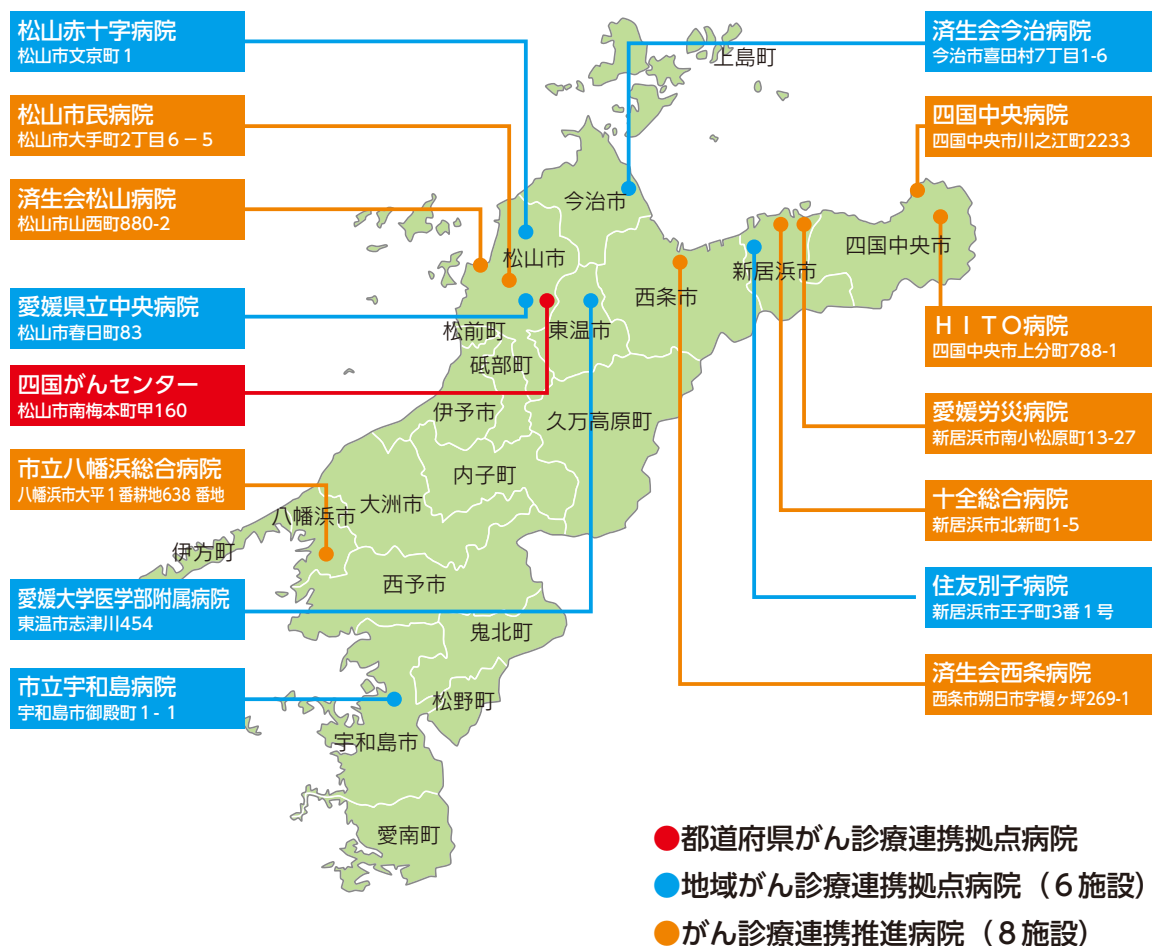 松山赤十字病院
松山市文京町1
松山市民病院
松山市大手町2丁目6－5
済生会松山病院
松山市山西町880-2
愛媛県立中央病院
松山市春日町83
四国がんセンター
松山市南梅本町甲160
市立八幡浜総合病院
八幡浜市大平1番耕地638 番地
愛媛大学医学部附属病院
東温市志津川454
市立宇和島病院
宇和島市御殿町1-1
済生会今治病院
今治市喜田村7丁目1-6
四国中央病院
四国中央市川之江町2233
ＨＩＴＯ病院
四国中央市上分町788-1
愛媛労災病院
新居浜市南小松原町13-27
十全総合病院
新居浜市北新町1-5
住友別子病院
新居浜市王子町3番1号
済生会西条病院
西条市朔日市字榎ヶ坪269-1
上島町
今治市
松山市
四国中央市
新居浜市
西条市
松前町
東温市
砥部町
伊予市
久万高原町
内子町
大洲市
八幡浜市
伊方町
西予市
鬼北町
松野町
宇和島市
愛南町
●都道府県がん診療連携拠点病院
●地域がん診療連携拠点病院（6施設）
●がん診療連携推進病院（8施設）